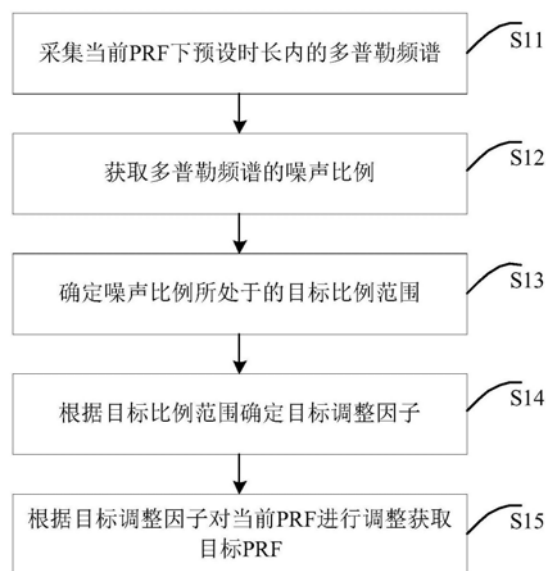 采集当前PRF下预设时长内的多普勒频谱
S11
获取多普勒频谱的噪声比例
S12
确定噪声比例所处于的目标比例范围
S13
根据目标比例范围确定目标调整因子
S14
根据目标调整因子对当前PRF进行调整获取
目标PRF
S15